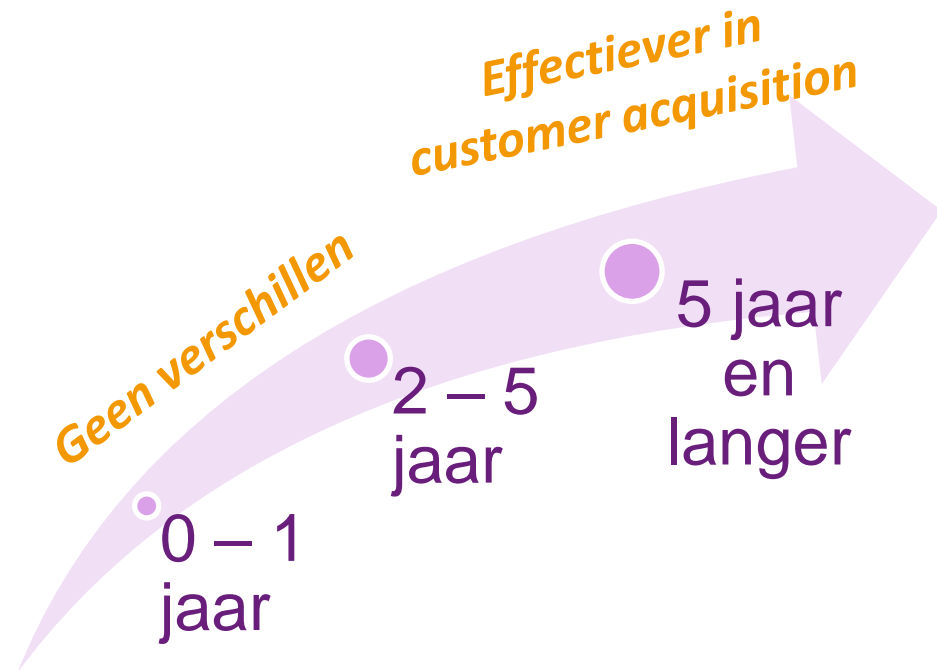 Effectiever in
customer acquisition
Geen verschillen
5 jaar
en
langer
2 – 5
jaar
0 – 1
jaar